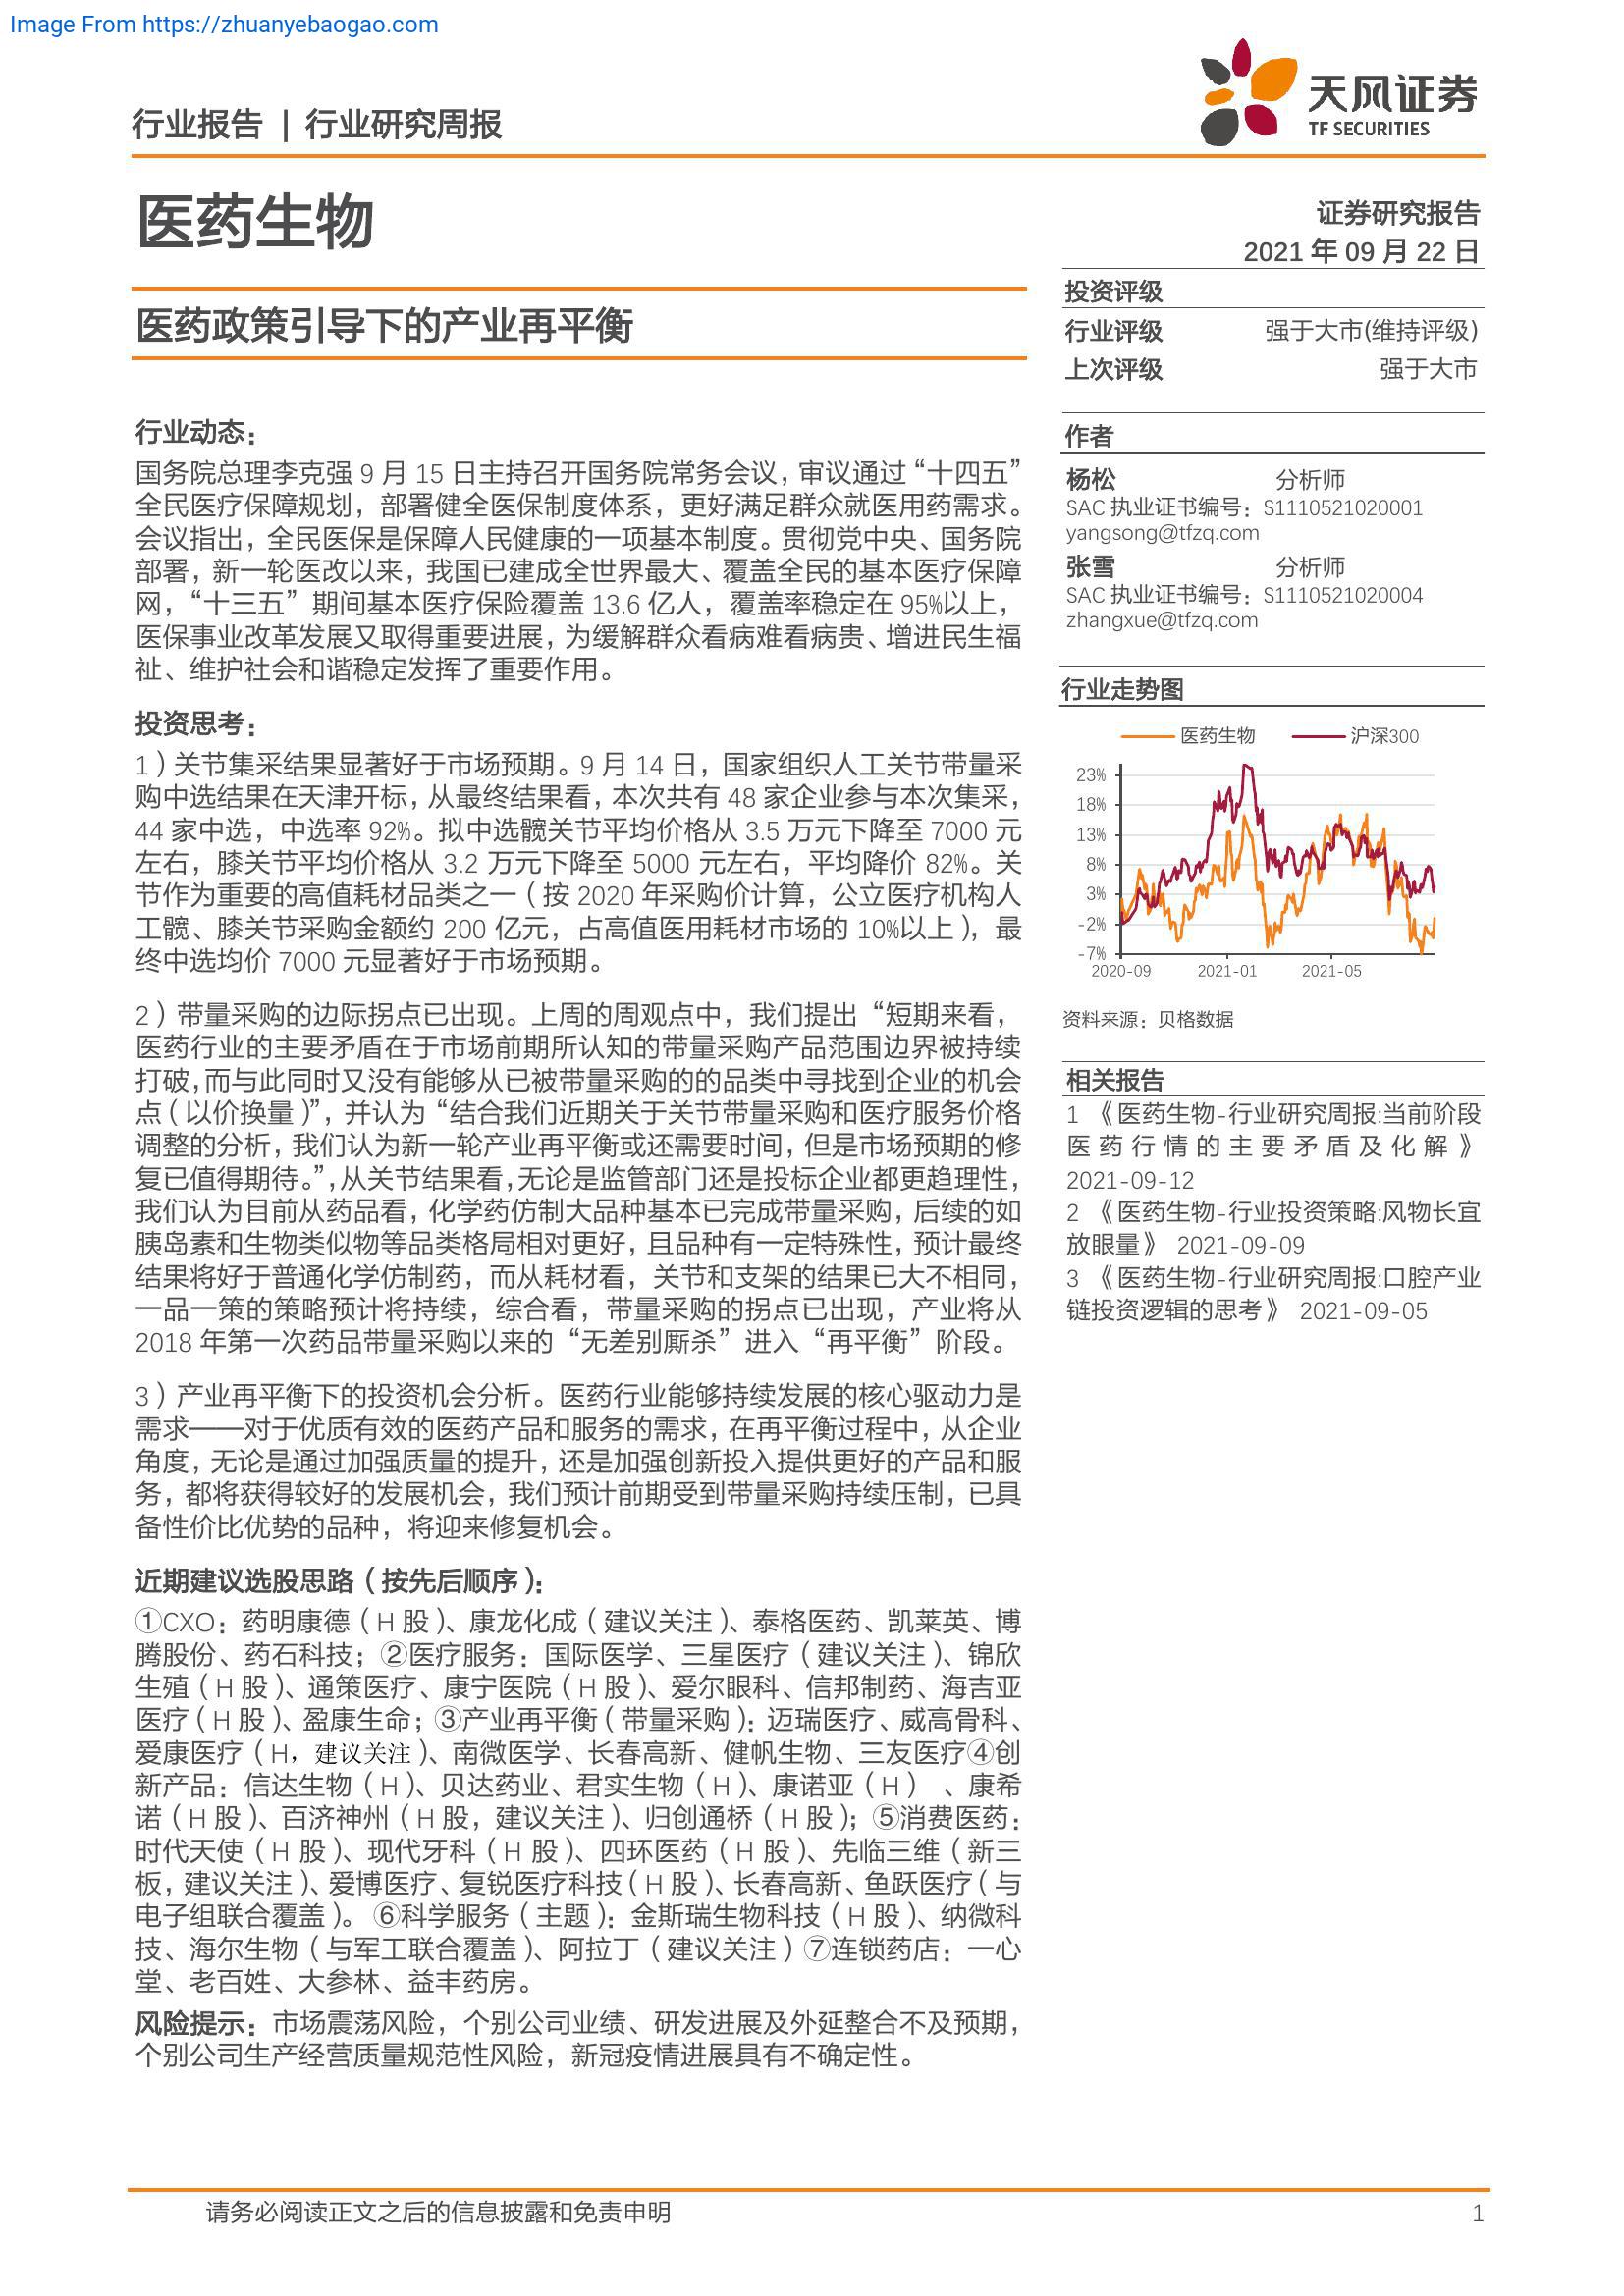 Image From https://zhuanyebaogao.com
行业报告 | 行业研究周报
天风证券
TF SECURITIES
医药生物
证券研究报告
2021 年 09 月 22 日
医药政策引导下的产业再平衡
投资评级
行业评级 强于大市(维持评级)
上次评级 强于大市
行业动态：
国务院总理李克强 9 月 15 日主持召开国务院常务会议，审议通过“十四五”
全民医疗保障规划，部署健全医保制度体系，更好满足群众就医用药需求。
会议指出，全民医保是保障人民健康的一项基本制度。贯彻党中央、国务院
部署，新一轮医改以来，我国已建成全世界最大、覆盖全民的基本医疗保障
网，“十三五”期间基本医疗保险覆盖 13.6 亿人，覆盖率稳定在 95%以上，
医保事业改革发展又取得重要进展，为缓解群众看病难看病贵、增进民生福
祉、维护社会和谐稳定发挥了重要作用。
投资思考：
1）关节集采结果显著好于市场预期。9 月 14 日，国家组织人工关节带量采
购中选结果在天津开标，从最终结果看，本次共有 48 家企业参与本次集采，
44 家中选，中选率 92%。拟中选髋关节平均价格从 3.5 万元下降至 7000 元
左右，膝关节平均价格从 3.2 万元下降至 5000 元左右，平均降价 82%。关
节作为重要的高值耗材品类之一（按 2020 年采购价计算，公立医疗机构人
工髋、膝关节采购金额约 200 亿元，占高值医用耗材市场的 10%以上），最
终中选均价 7000 元显著好于市场预期。
2）带量采购的边际拐点已出现。上周的周观点中，我们提出“短期来看，
医药行业的主要矛盾在于市场前期所认知的带量采购产品范围边界被持续
打破，而与此同时又没有能够从已被带量采购的的品类中寻找到企业的机会
点（以价换量）”，并认为“结合我们近期关于关节带量采购和医疗服务价格
调整的分析，我们认为新一轮产业再平衡或还需要时间，但是市场预期的修
复已值得期待。”，从关节结果看，无论是监管部门还是投标企业都更趋理性，
我们认为目前从药品看，化学药仿制大品种基本已完成带量采购，后续的如
胰岛素和生物类似物等品类格局相对更好，且品种有一定特殊性，预计最终
结果将好于普通化学仿制药，而从耗材看，关节和支架的结果已大不相同，
一品一策的策略预计将持续，综合看，带量采购的拐点已出现，产业将从
2018 年第一次药品带量采购以来的“无差别厮杀”进入“再平衡”阶段。
3）产业再平衡下的投资机会分析。医药行业能够持续发展的核心驱动力是
需求——对于优质有效的医药产品和服务的需求，在再平衡过程中，从企业
角度，无论是通过加强质量的提升，还是加强创新投入提供更好的产品和服
务，都将获得较好的发展机会，我们预计前期受到带量采购持续压制，已具
备性价比优势的品种，将迎来修复机会。
近期建议选股思路（按先后顺序）：
①CXO：药明康德（H 股）、康龙化成（建议关注）、泰格医药、凯莱英、博
腾股份、药石科技；②医疗服务：国际医学、三星医疗（建议关注）、锦欣
生殖（H 股）、通策医疗、康宁医院（H 股）、爱尔眼科、信邦制药、海吉亚
医疗（H 股）、盈康生命；③产业再平衡（带量采购）：迈瑞医疗、威高骨科、
爱康医疗（H，建议关注）、南微医学、长春高新、健帆生物、三友医疗④创
新产品：信达生物（H）、贝达药业、君实生物（H）、康诺亚（H） 、康希
诺（H 股）、百济神州（H 股，建议关注）、归创通桥（H 股）；⑤消费医药：
时代天使（H 股）、现代牙科（H 股）、四环医药（H 股）、先临三维（新三
板，建议关注）、爱博医疗、复锐医疗科技（H 股）、长春高新、鱼跃医疗（与
电子组联合覆盖）。 ⑥科学服务（主题）：金斯瑞生物科技（H 股）、纳微科
技、海尔生物（与军工联合覆盖）、阿拉丁（建议关注）⑦连锁药店：一心
堂、老百姓、大参林、益丰药房。
风险提示：市场震荡风险，个别公司业绩、研发进展及外延整合不及预期，
个别公司生产经营质量规范性风险，新冠疫情进展具有不确定性。
作者
杨松 分析师
SAC 执业证书编号：S1110521020001
yangsong@tfzq.com
张雪 分析师
SAC 执业证书编号：S1110521020004
zhangxue@tfzq.com
行业走势图
医药生物 沪深300
23%
18%
13%
8%
3%
-2%
-7%
2020-09 2021-01 2021-05
资料来源：贝格数据
相关报告
1 《医药生物-行业研究周报:当前阶段
医药行情的主要矛盾及化解》
2021-09-12
2 《医药生物-行业投资策略:风物长宜
放眼量》 2021-09-09
3 《医药生物-行业研究周报:口腔产业
链投资逻辑的思考》 2021-09-05
请务必阅读正文之后的信息披露和免责申明 1